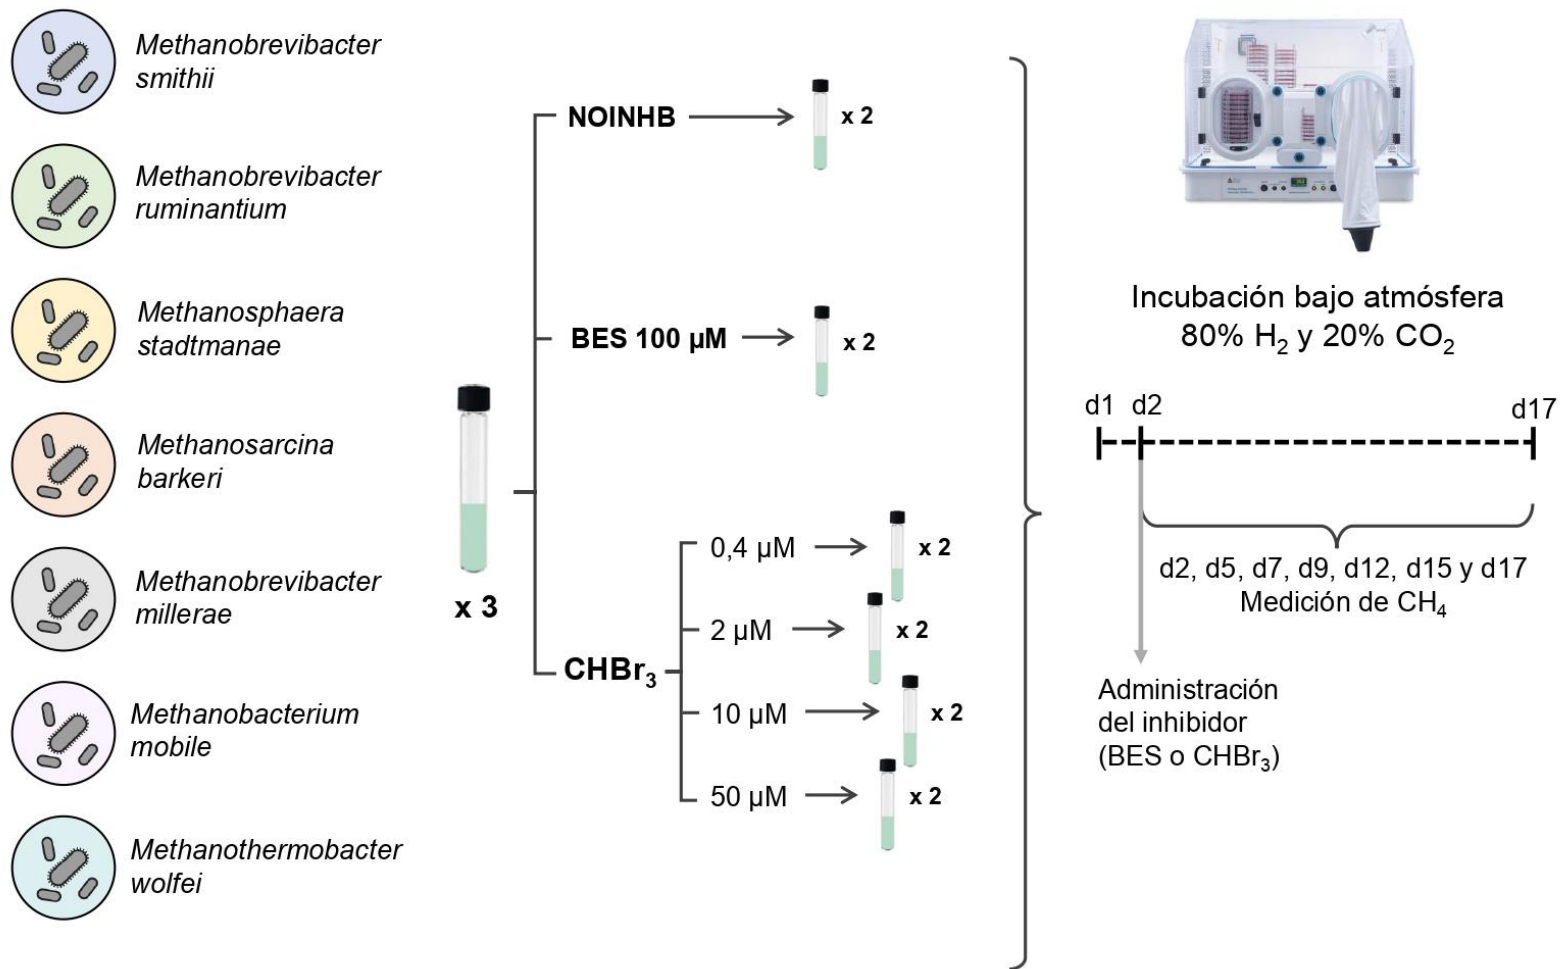 Methanobrevibacter
smithii
Methanobrevibacter
ruminantium
Methanosphaera
stadtmanae
Methanosarcina
barkeri
Methanobrevibacter
millerae
Methanobacterium
mobile
Methanothermobacter
wolfei
x 3
NOINHB
x 2
BES 100 µM
x 2
CHBr₃
0,4 µM
x 2
2 µM
x 2
10 µM
x 2
50 µM
x 2
Incubación bajo atmósfera
80% H₂ y 20% CO₂
d1 d2 d17
d2, d5, d7, d9, d12, d15 y d17
Medición de CH₄
Administración
del inhibidor
(BES o CHBr₃)